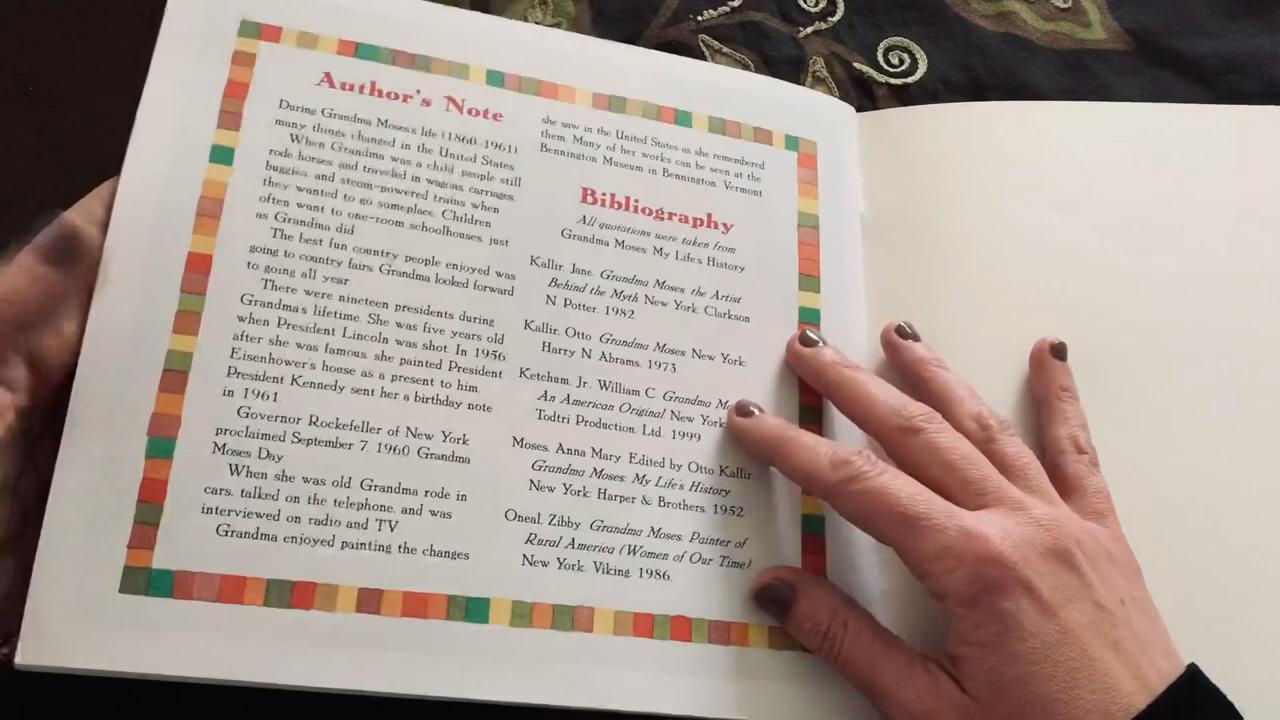 Author's Note
During Grandma Moses's life (1860-1961)
many things changed in the United States
When Grandma was a child, people still
rode horses and traveled in wagons, carriages,
buggies, and steam-powered trains when
they wanted to go someplace. Children
often want to one-room schoolhouses, just
as Grandma did
The best fun country people enjoyed was
going to country fairs. Grandma looked forward
to going all year
There were nineteen presidents during
Grandma's lifetime. She was five years old
when President Lincoln was shot. In 1956
after she was famous, she painted President
Eisenhower's house as a present to him.
President Kennedy sent her a birthday note
in 1961.
Governor Rockefeller of New York
proclaimed September 7, 1960 Grandma
Moses Day
When she was old, Grandma rode in
cars, talked on the telephone, and was
interviewed on radio and TV
Grandma enjoyed painting the changes
she saw in the United States as she remembered
them. Many of her works can be seen at the
Bennington Museum in Bennington, Vermont
Bibliography
All quotations were taken from
Grandma Moses: My Life's History
Kallir, Jane. Grandma Moses: the Artist
Behind the Myth New York: Clarkson
N Potter, 1982.
Kallir, Otto Grandma Moses New York:
Harry N Abrams, 1973
Ketchum, Jr., William C. Grandma Mo
An American Original New York
Todtri Production, Ltd., 1999
Moses, Anna Mary. Edited by Otto Kallir.
Grandma Moses: My Life's History
New York: Harper & Brothers, 1952.
Oneal, Zibby Grandma Moses: Painter of
Rural America (Women of Our Time).
New York: Viking, 1986.